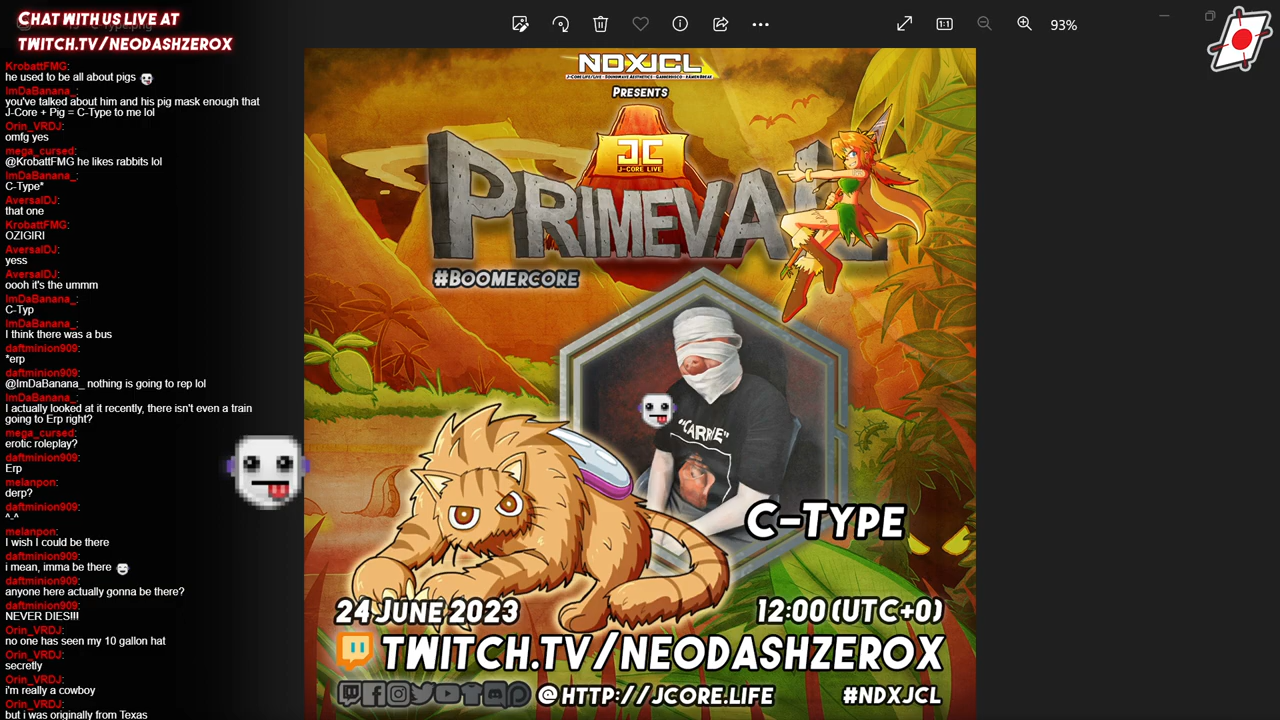 CHAT WITH US LIVE AT
TWITCH.TV/NEODASHZEROX
KrobattFMG:
he used to be all about pigs
ImDaBanana_:
you've talked about him and his pig mask enough that
J-Core + Pig = C-Type to me lol
Orin_VRDJ:
omfg yes
mega_cursed:
@KrobattFMG he likes rabbits lol
ImDaBanana_:
C-Type*
AversalDJ:
that one
KrobattFMG:
OZIGIRI
AversalDJ:
yess
AversalDJ:
oooh it's the ummm
ImDaBanana_:
C-Typ
ImDaBanana_:
I think there was a bus
daftminion909:
*erp
daftminion909:
@ImDaBanana_ nothing is going to rep lol
ImDaBanana_:
I actually looked at it recently, there isn't even a train
going to Erp right?
mega_cursed:
erotic roleplay?
daftminion909:
Erp
melanpon:
derp?
daftminion909:
^-^
melanpon:
I wish I could be there
daftminion909:
i mean, imma be there
daftminion909:
anyone here actually gonna be there?
daftminion909:
NEVER DIES!!!
Orin_VRDJ:
no one has seen my 10 gallon hat
Orin_VRDJ:
secretly
Orin_VRDJ:
i'm really a cowboy
Orin_VRDJ:
but i was originally from Texas
1:1
93%
NDXJCL
PRESENTS
JC
J-CORE LIVE
PRIMEVAL
#BOOMERCORE
"CARRIE"
C-TYPE
24 JUNE 2023
12:00 (UTC+0)
TWITCH.TV/NEODASHZEROX
@HTTP://JCORE.LIFE
#NDXJCL